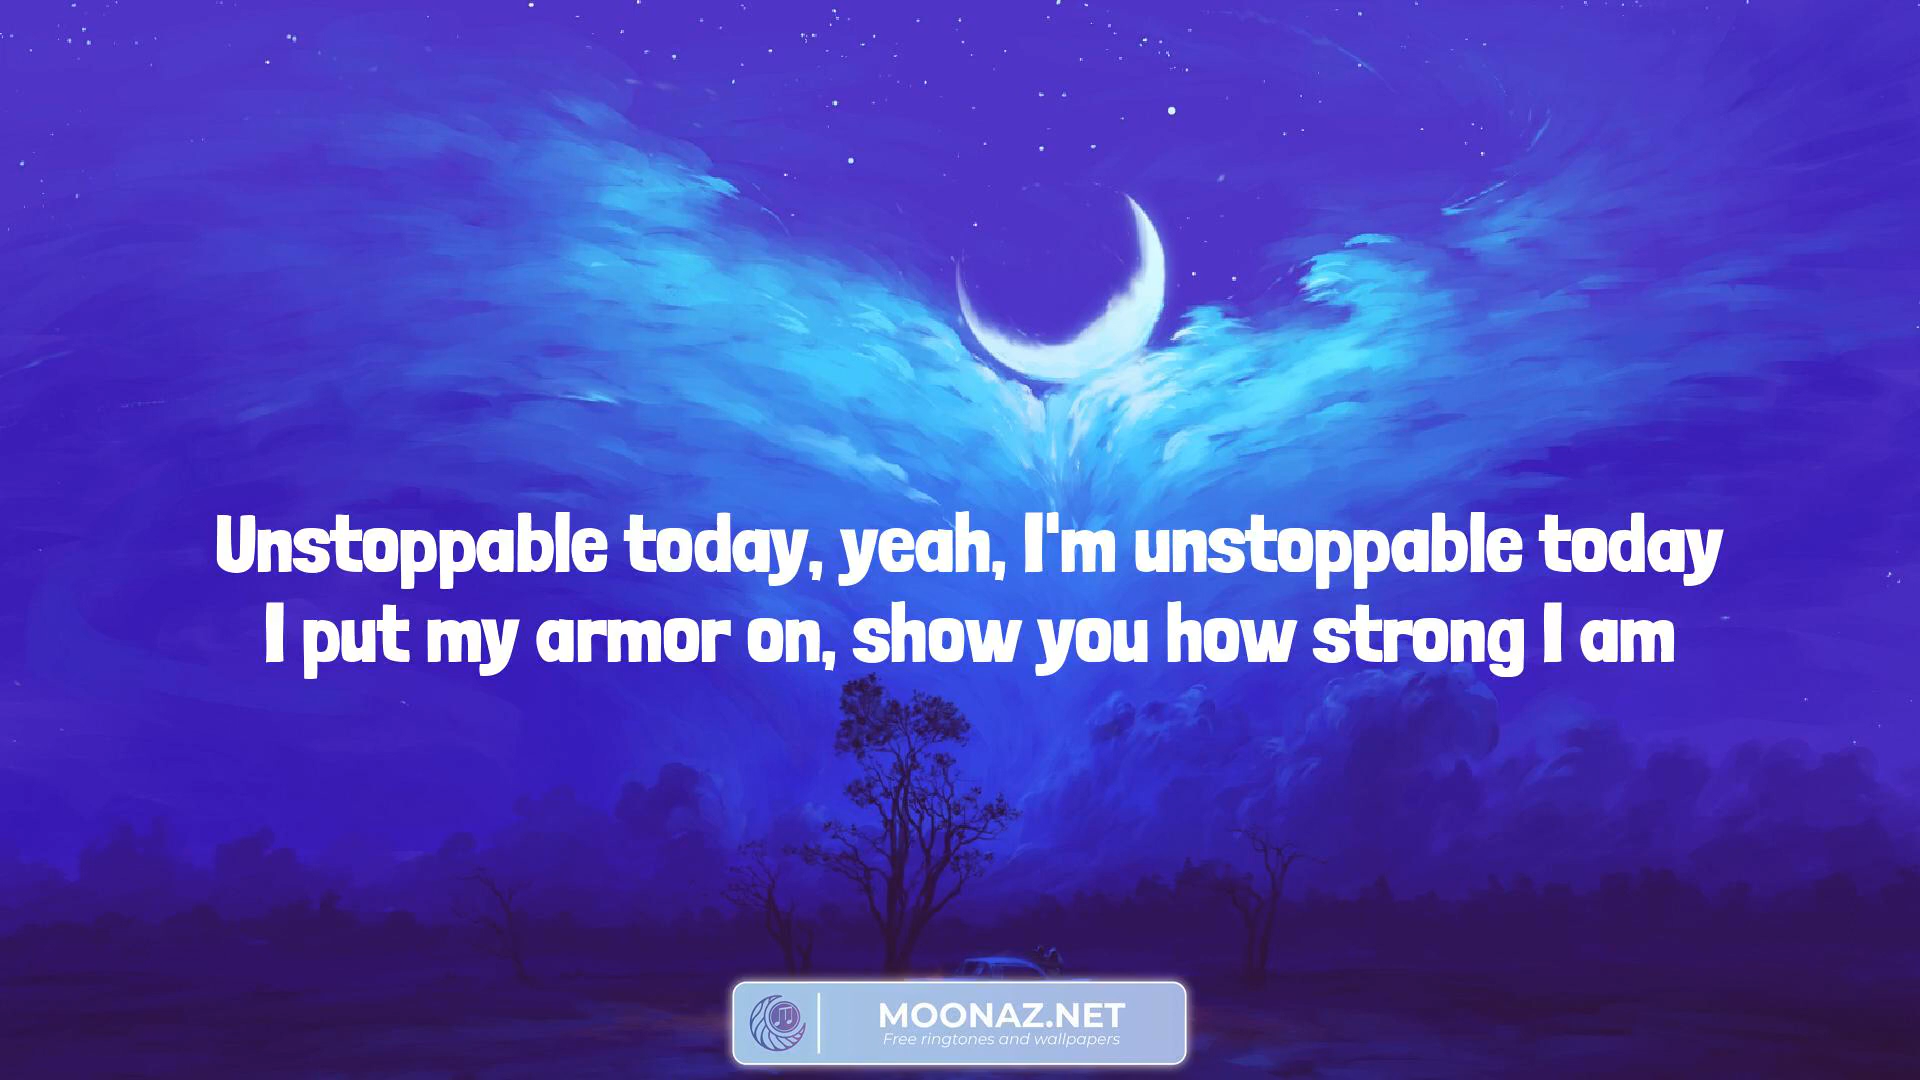 Unstoppable today, yeah, I'm unstoppable today
I put my armor on, show you how strong I am
MOONAZ.NET
Free ringtones and wallpapers